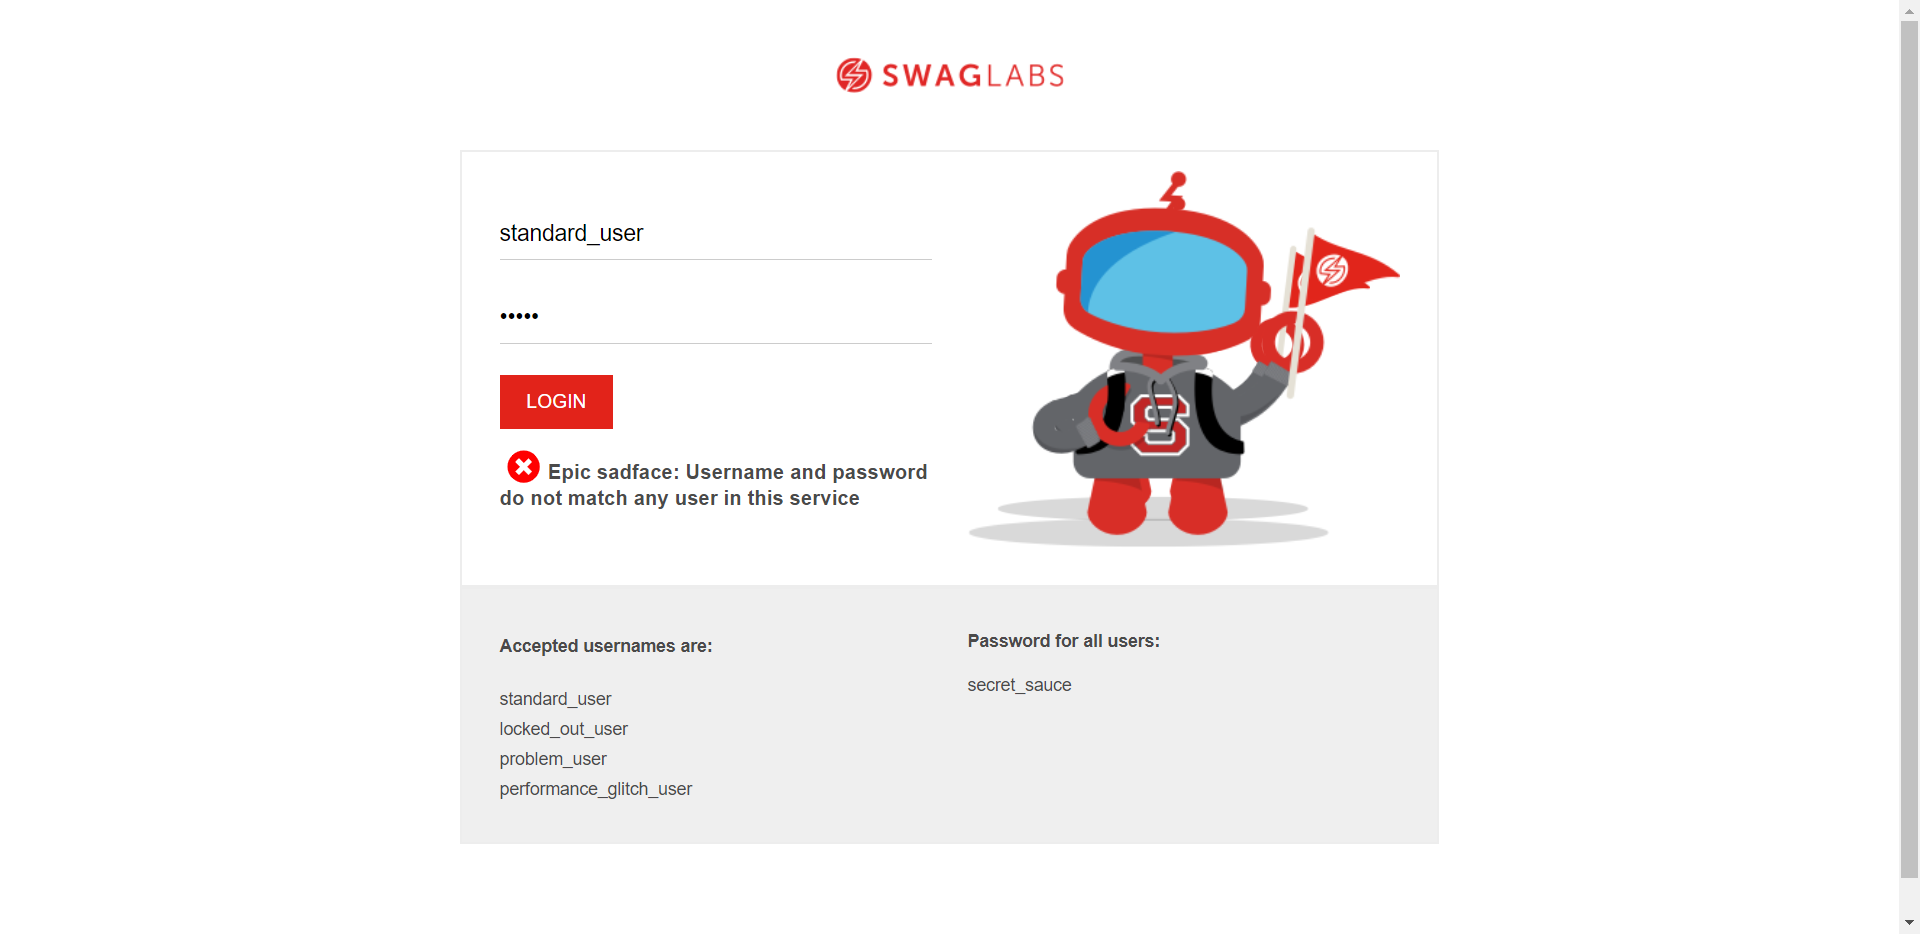 SWAGLABS
standard_user
•••••
LOGIN
Epic sadface: Username and password
do not match any user in this service
S
Accepted usernames are:
standard_user
locked_out_user
problem_user
performance_glitch_user
Password for all users:
secret_sauce